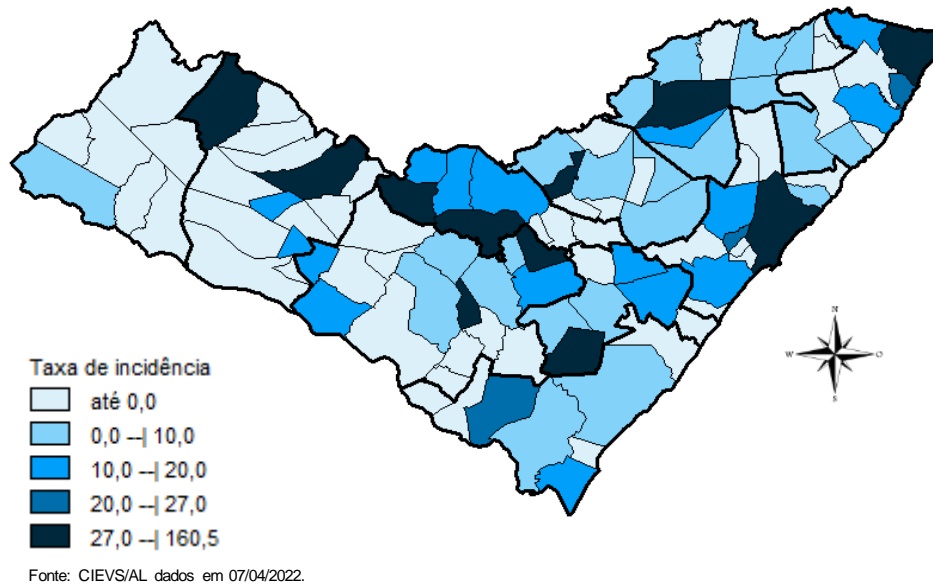 N
W
O
S
Taxa de incidência
até 0,0
0,0 --| 10,0
10,0 --| 20,0
20,0 --| 27,0
27,0 --| 160,5
Fonte: CIEVS/AL dados em 07/04/2022.